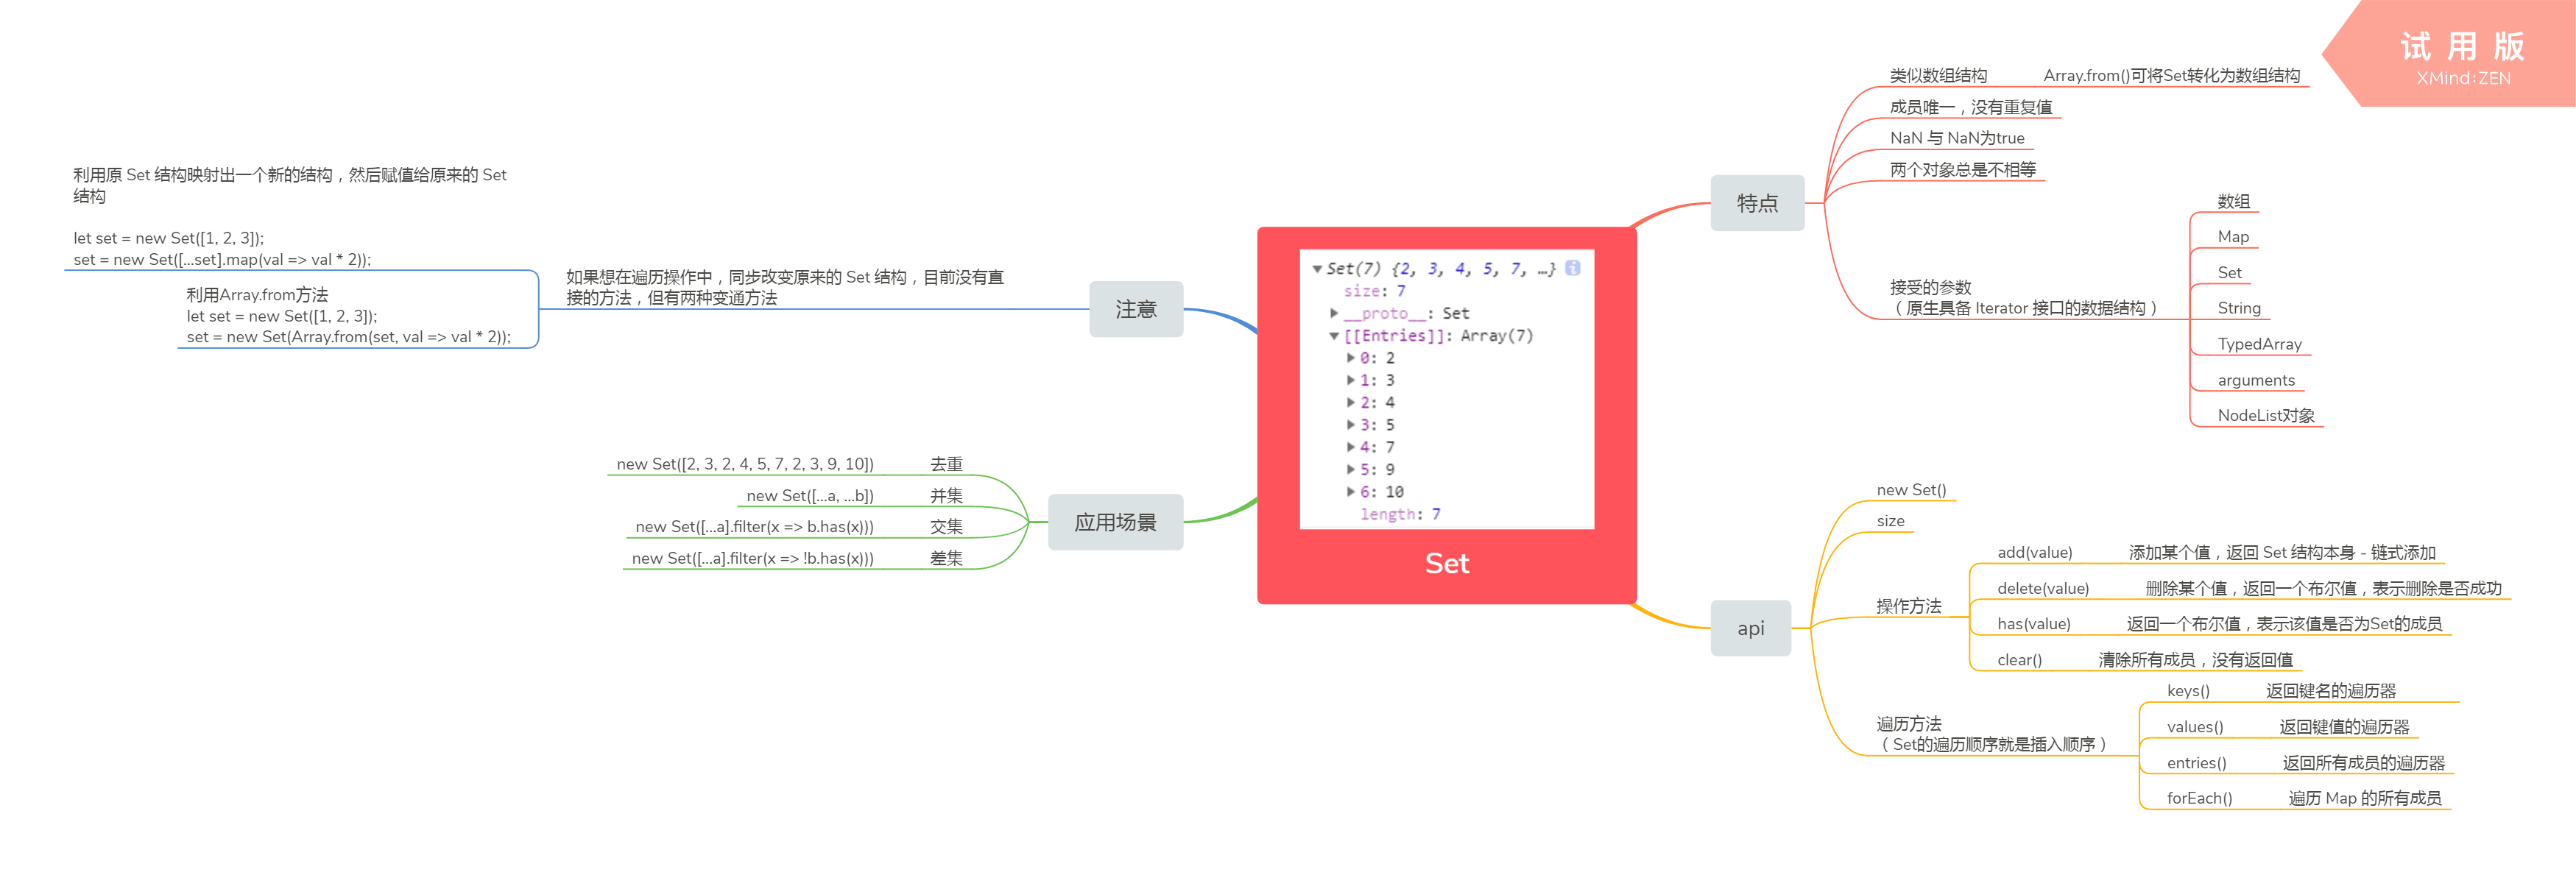 试 用 版
XMind:ZEN
Set(7) {2, 3, 4, 5, 7, …}
size: 7
__proto__: Set
[[Entries]]: Array(7)
0: 2
1: 3
2: 4
3: 5
4: 7
5: 9
6: 10
length: 7
Set
特点
类似数组结构
Array.from()可将Set转化为数组结构
成员唯一，没有重复值
NaN 与 NaN为true
两个对象总是不相等
接受的参数
（原生具备 Iterator 接口的数据结构）
数组
Map
Set
String
TypedArray
arguments
NodeList对象
api
new Set()
size
操作方法
add(value)
添加某个值，返回 Set 结构本身 - 链式添加
delete(value)
删除某个值，返回一个布尔值，表示删除是否成功
has(value)
返回一个布尔值，表示该值是否为Set的成员
clear()
清除所有成员，没有返回值
遍历方法
（Set的遍历顺序就是插入顺序）
keys()
返回键名的遍历器
values()
返回键值的遍历器
entries()
返回所有成员的遍历器
forEach()
遍历 Map 的所有成员
注意
如果想在遍历操作中，同步改变原来的 Set 结构，目前没有直
接的方法，但有两种变通方法
利用原 Set 结构映射出一个新的结构，然后赋值给原来的 Set
结构
let set = new Set([1, 2, 3]);
set = new Set([...set].map(val => val * 2));
利用Array.from方法
let set = new Set([1, 2, 3]);
set = new Set(Array.from(set, val => val * 2));
应用场景
去重
new Set([2, 3, 2, 4, 5, 7, 2, 3, 9, 10])
并集
new Set([...a, ...b])
交集
new Set([...a].filter(x => b.has(x)))
差集
new Set([...a].filter(x => !b.has(x)))